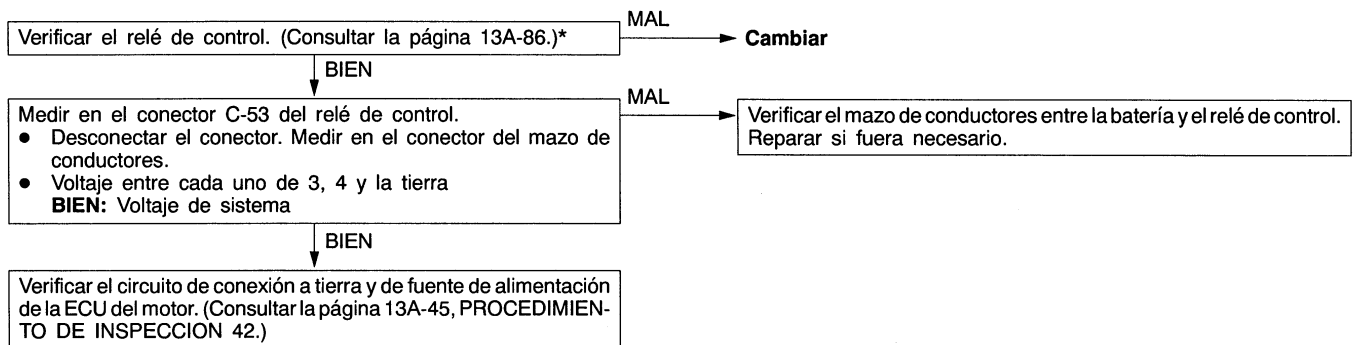 Verificar el relé de control. (Consultar la página 13A-86.)*
MAL
Cambiar
BIEN
Medir en el conector C-53 del relé de control.
● Desconectar el conector. Medir en el conector del mazo de
conductores.
● Voltaje entre cada uno de 3, 4 y la tierra
BIEN: Voltaje de sistema
MAL
Verificar el mazo de conductores entre la batería y el relé de control.
Reparar si fuera necesario.
BIEN
Verificar el circuito de conexión a tierra y de fuente de alimentación
de la ECU del motor. (Consultar la página 13A-45, PROCEDIMIEN-
TO DE INSPECCION 42.)